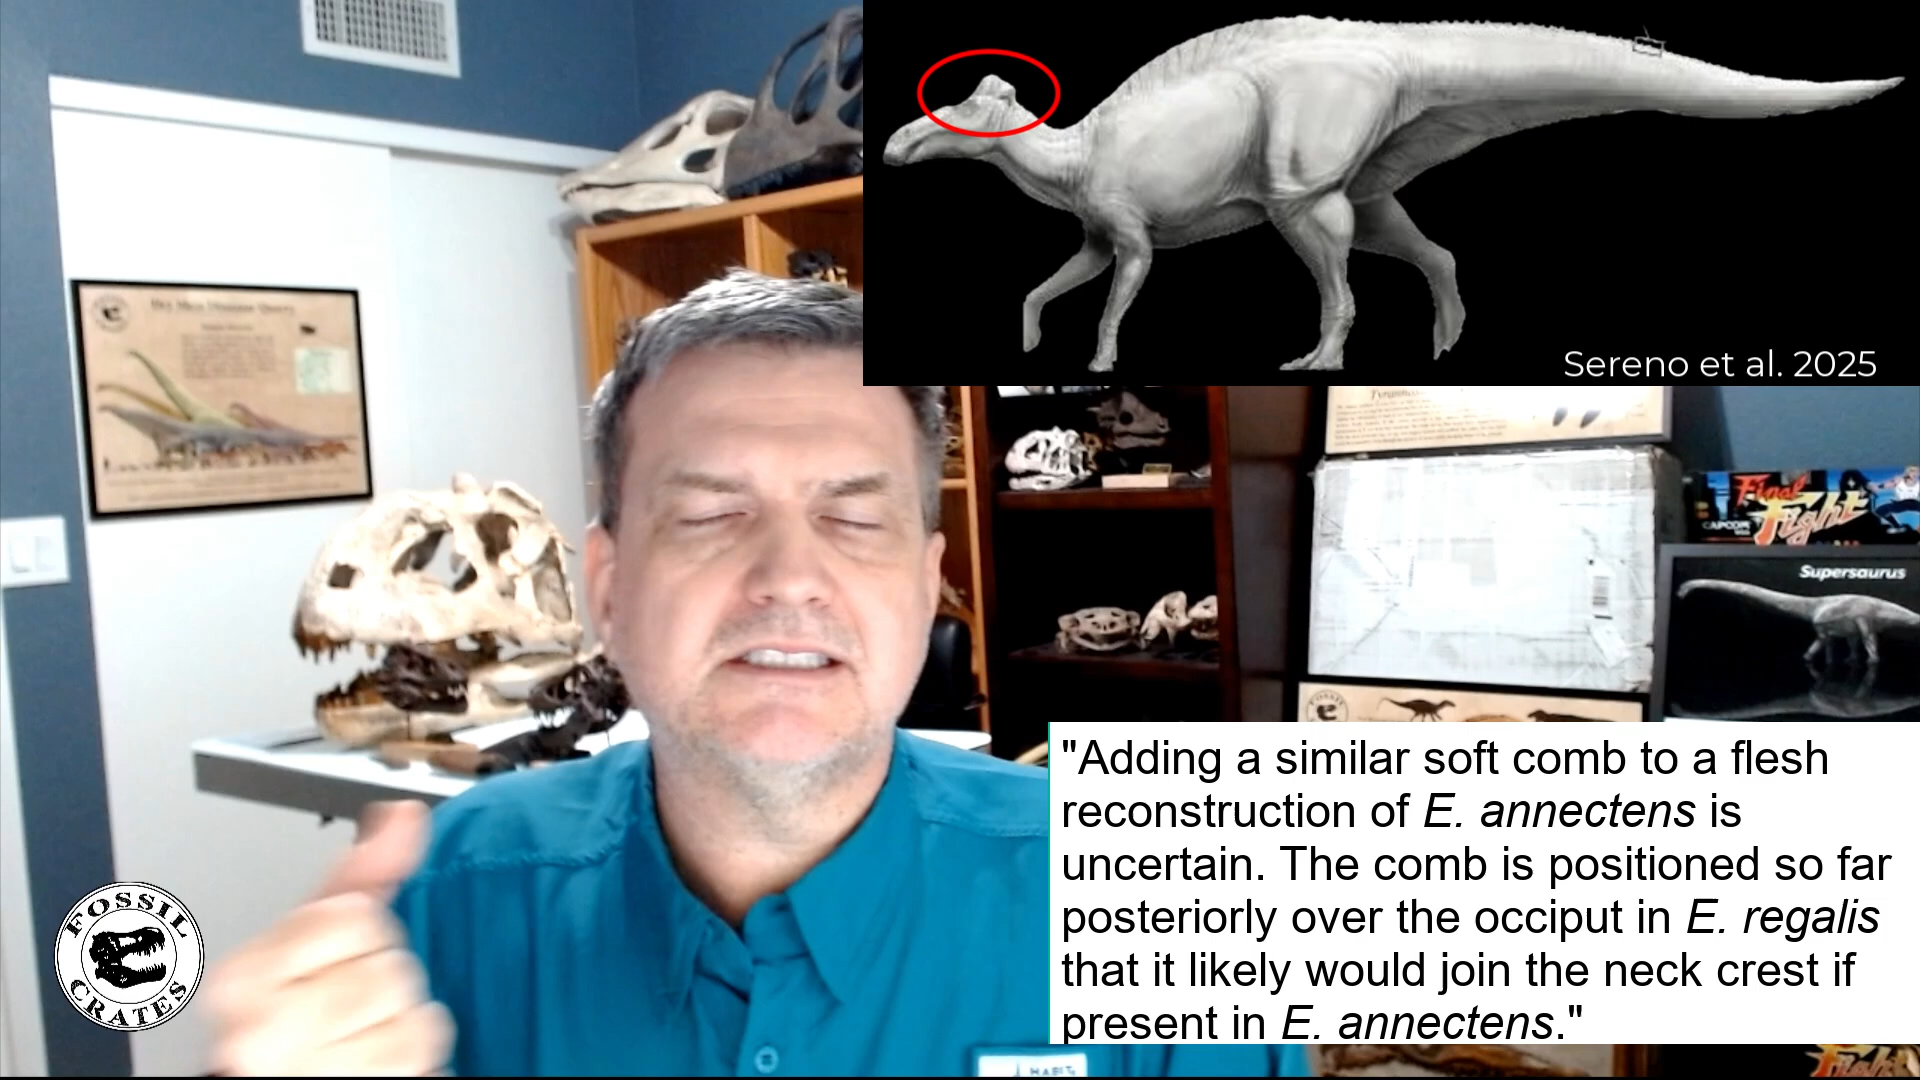 Sereno et al. 2025
Final
Fight
CAPCOM
Supersaurus
"Adding a similar soft comb to a flesh
reconstruction of E. annectens is
uncertain. The comb is positioned so far
posteriorly over the occiput in E. regalis
that it likely would join the neck crest if
present in E. annectens."
FOSSIL
CRATES
Fight